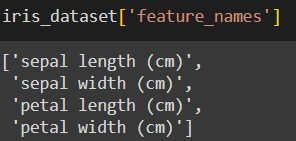 iris_dataset['feature_names']
['sepal length (cm)',
 'sepal width (cm)',
 'petal length (cm)',
 'petal width (cm)']